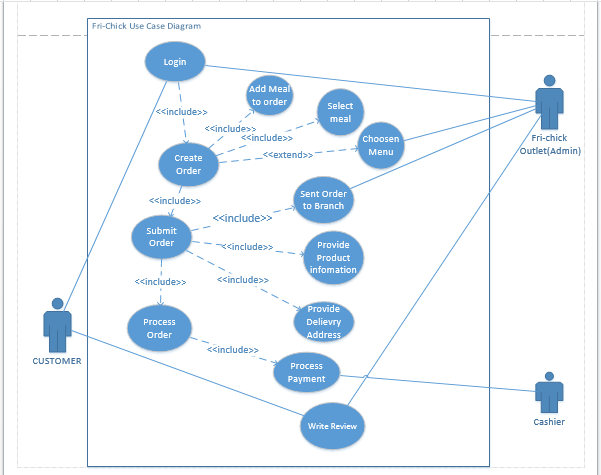 Fri-Chick Use Case Diagram
Login
Add Meal
to order
Select
meal
<<include>>
<<include>>
<<include>>
Choosen
Menu
<<extend>>
Create
Order
Fri-chick
Outlet(Admin)
<<include>>
Sent Order
to Branch
<<include>>
Submit
Order
<<include>>
Provide
Product
infomation
<<include>>
<<include>>
Provide
Delievry
Address
Process
Order
<<include>>
CUSTOMER
Process
Payment
Cashier
Write Review